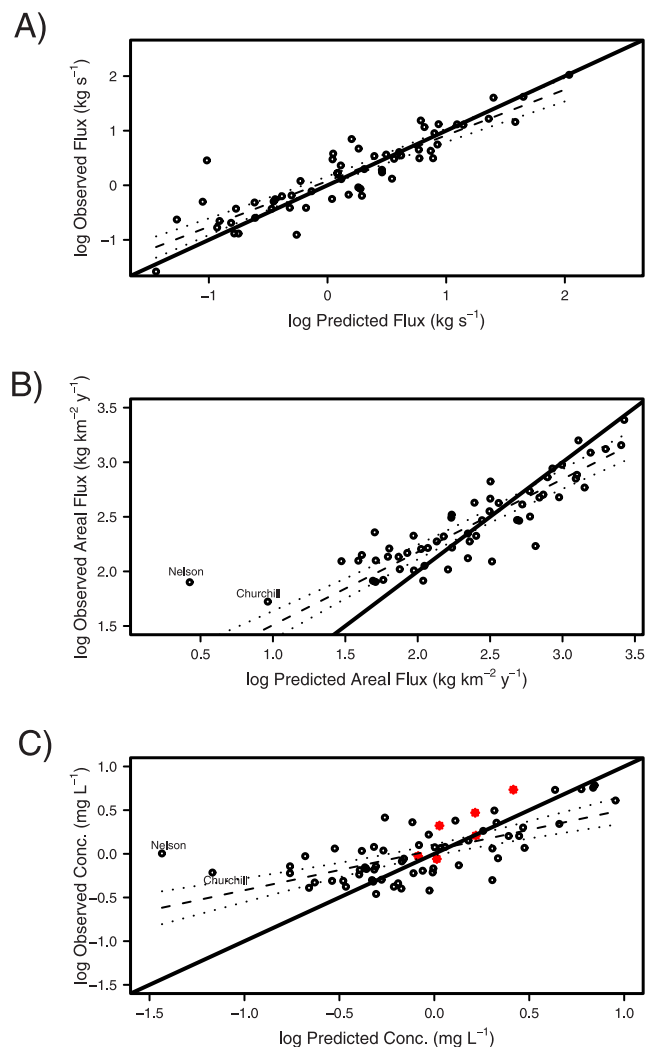 A)
log Observed Flux (kg s⁻¹)
2
1
0
−1
−1
0
1
2
log Predicted Flux (kg s⁻¹)
B)
log Observed Areal Flux (kg km⁻² y⁻¹)
3.5
3.0
2.5
2.0
1.5
Nelson
Churchill
0.5
1.0
1.5
2.0
2.5
3.0
3.5
log Predicted Areal Flux (kg km⁻² y⁻¹)
C)
log Observed Conc. (mg L⁻¹)
1.0
0.5
0.0
−0.5
−1.0
−1.5
Nelson
Churchill
−1.5
−1.0
−0.5
0.0
0.5
1.0
log Predicted Conc. (mg L⁻¹)